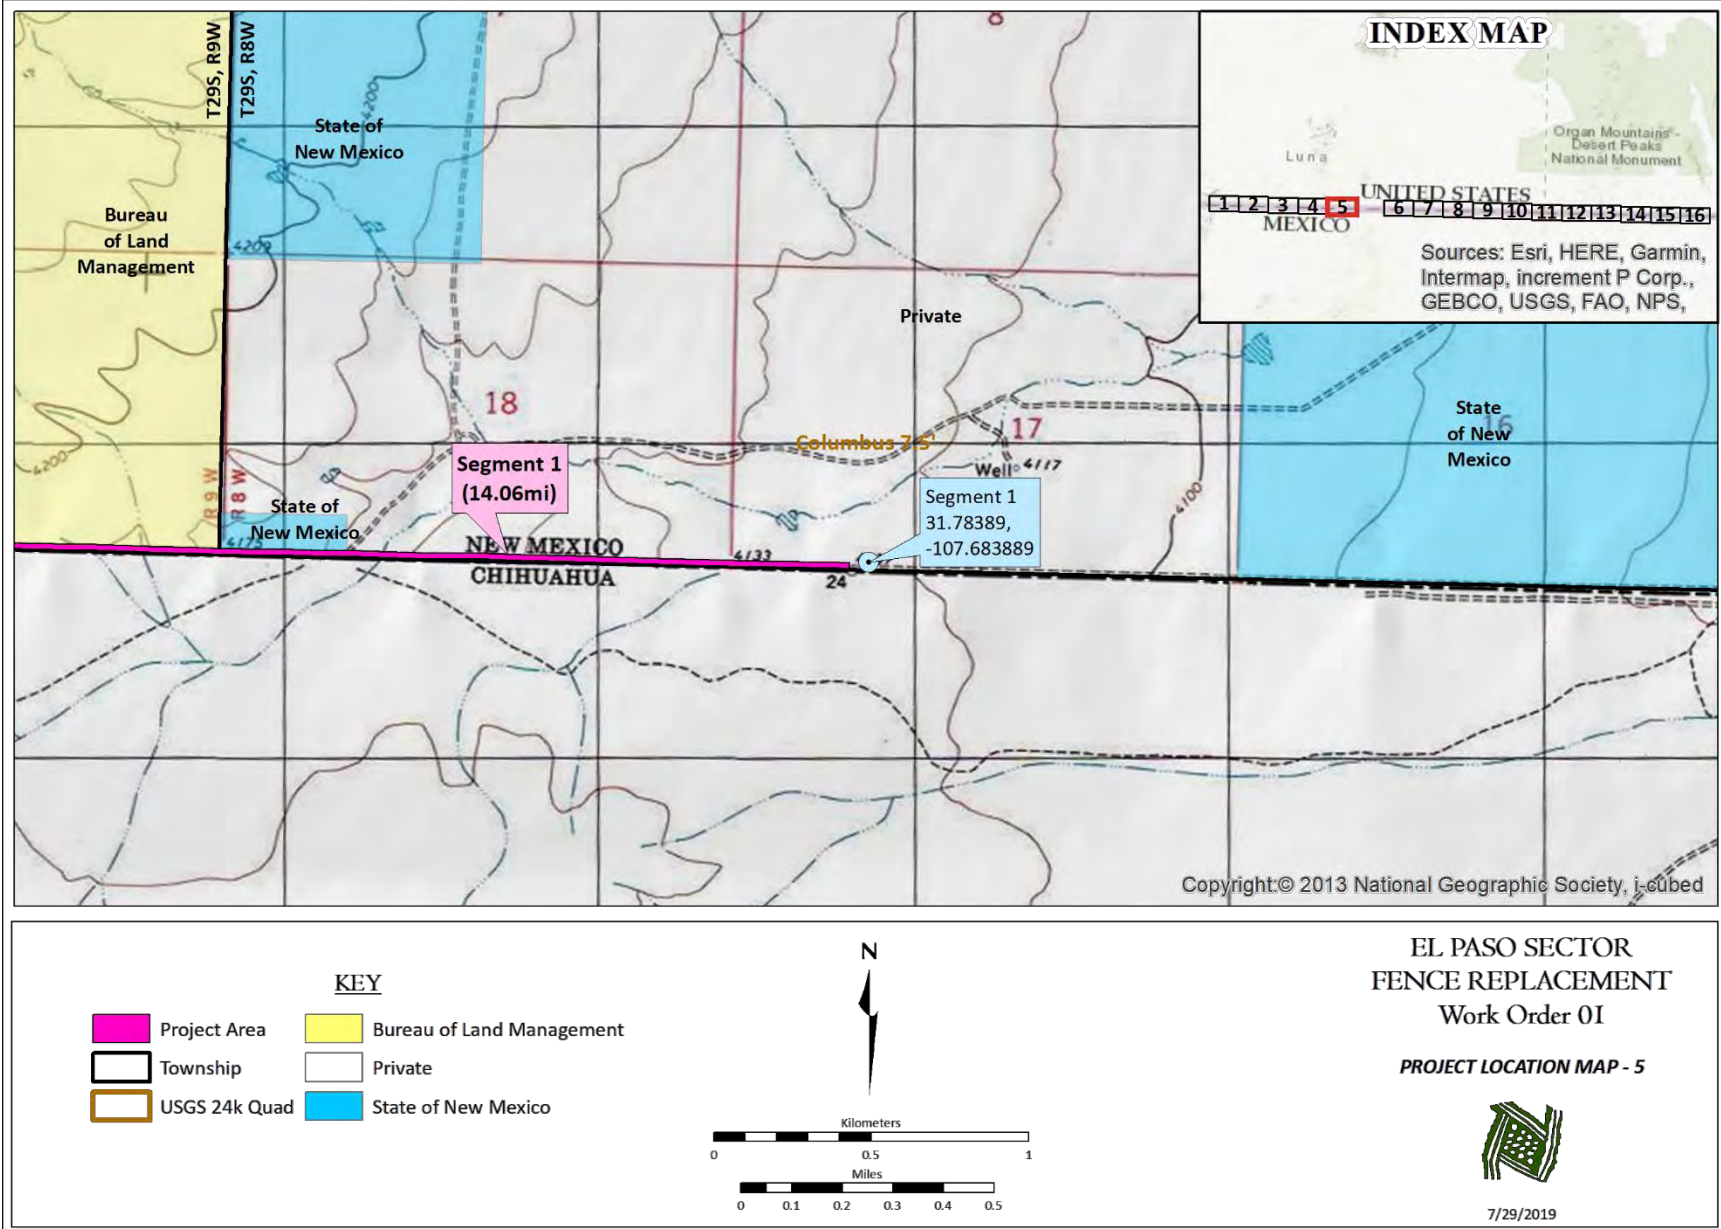 T29S, R9W
T29S, R8W
8
4200
State of
New Mexico
Bureau
of Land
Management
4200
Private
18
17
Columbus 7.5'
Well 4117
4200
R 9 W
R 8 W
State of
New Mexico
4175
Segment 1
(14.06mi)
NEW MEXICO
CHIHUAHUA
4133
24
Segment 1
31.78389,
-107.683889
4100
16
State
of New
Mexico
Copyright:© 2013 National Geographic Society, i-cubed
INDEX MAP
Luna
Organ Mountains -
Desert Peaks
National Monument
UNITED STATES
1 2 3 4 5 6 7 8 9 10 11 12 13 14 15 16
MEXICO
Sources: Esri, HERE, Garmin,
Intermap, increment P Corp.,
GEBCO, USGS, FAO, NPS,
KEY
Project Area
Township
USGS 24k Quad
Bureau of Land Management
Private
State of New Mexico
N
Kilometers
0 0.5 1
Miles
0 0.1 0.2 0.3 0.4 0.5
EL PASO SECTOR
FENCE REPLACEMENT
Work Order 01
PROJECT LOCATION MAP - 5
7/29/2019